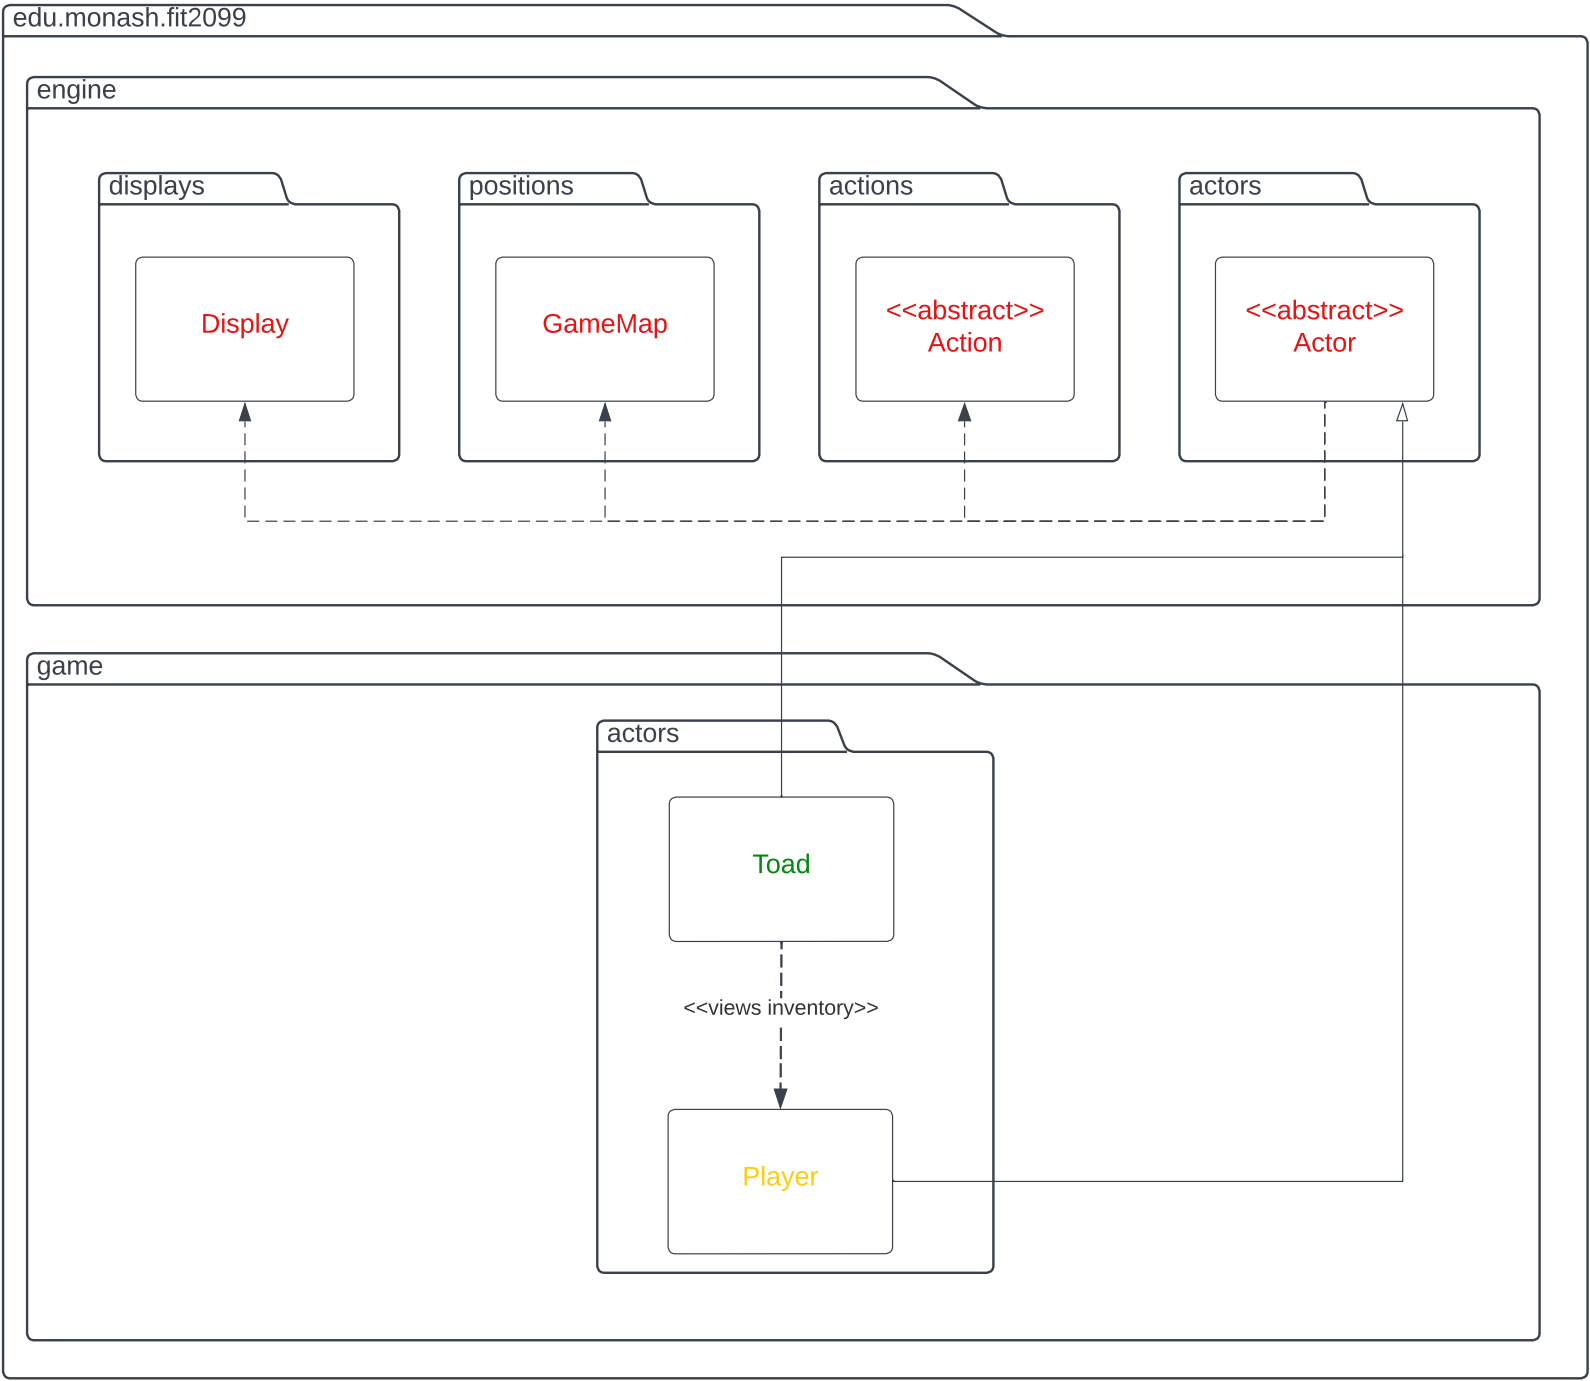 edu.monash.fit2099
engine
displays
positions
actions
actors
Display
GameMap
<<abstract>>
Action
<<abstract>>
Actor
game
actors
Toad
<<views inventory>>
Player